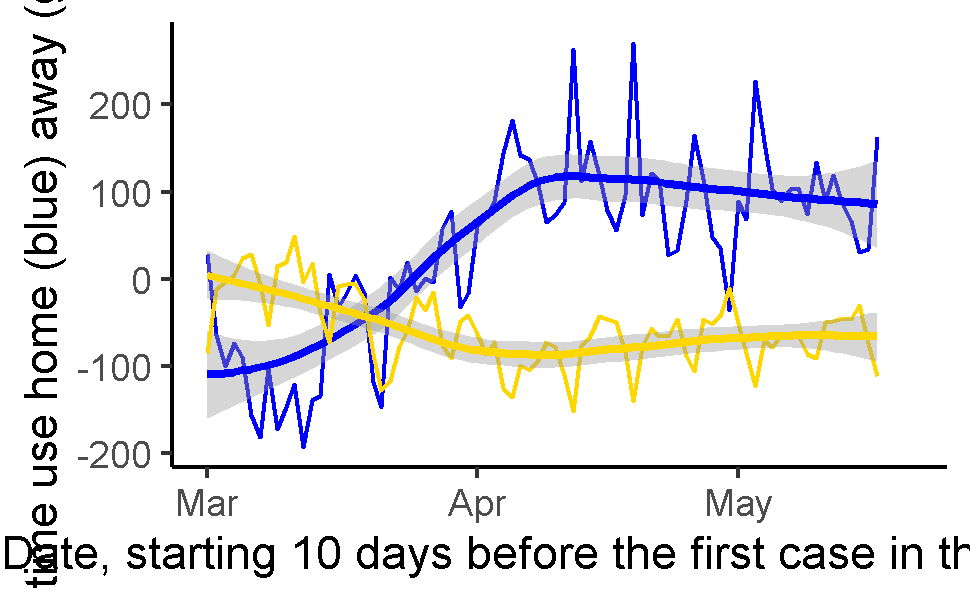 time use home (blue) away (
200
100
0
-100
-200
Mar Apr May
Date, starting 10 days before the first case in th